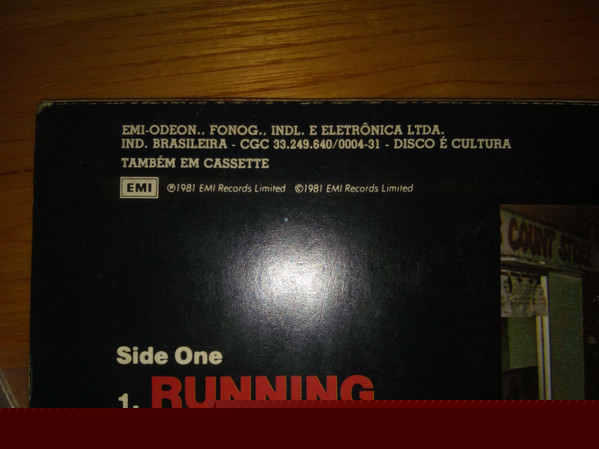 EMI-ODEON., FONOG., INDL. E ELETRÔNICA LTDA.
IND. BRASILEIRA - CGC 33.249.640/0004-31 - DISCO É CULTURA
TAMBÉM EM CASSETTE
EMI ℗1981 EMI Records Limited ©1981 EMI Records Limited
COUNT
Side One
1. RUNNING